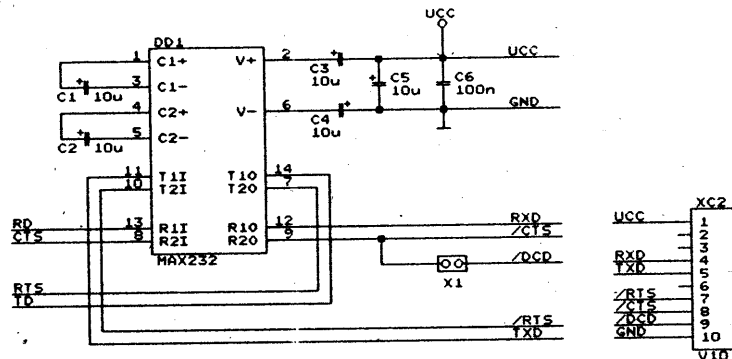 UCC
DD1
1 C1+ V+ 2 C3 10u UCC
3 C1-
C1 10u
C5 10u
C6 100n
4 C2+ V- 6 GND
5 C2-
C2 10u
C4 10u
11 T1I T1O 14
10 T2I T2O 7
RD 13 R1I R1O 12 RXD
CTS 8 R2I R2O 9 /CTS
MAX232
X1 /DCD
RTS
TD
/RTS
TXD
XC2
UCC 1
2
3
RXD 4
TXD 5
6
/RTS 7
/CTS 8
/DCD 9
GND 10
V10